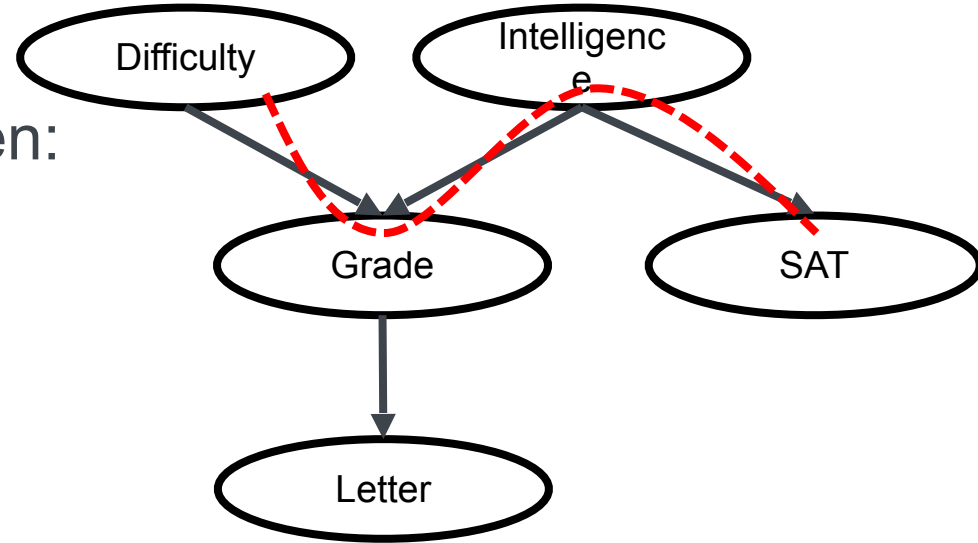 Difficulty
Intelligenc
e
en:
Grade
SAT
Letter